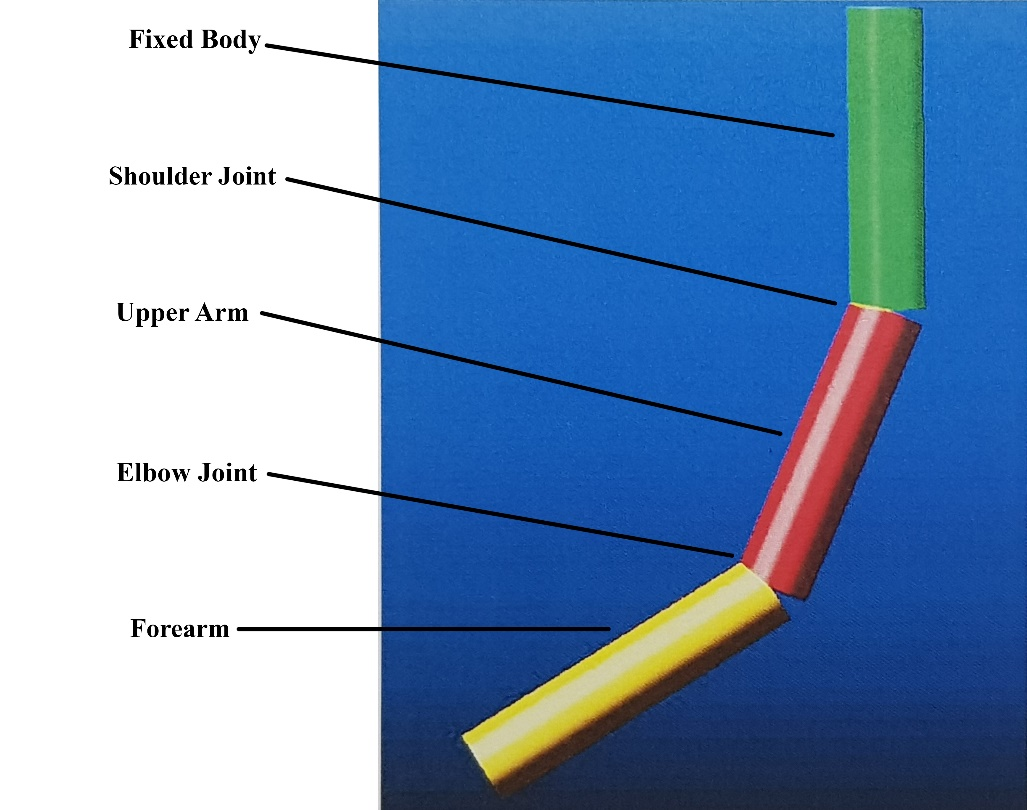 Fixed Body
Shoulder Joint
Upper Arm
Elbow Joint
Forearm